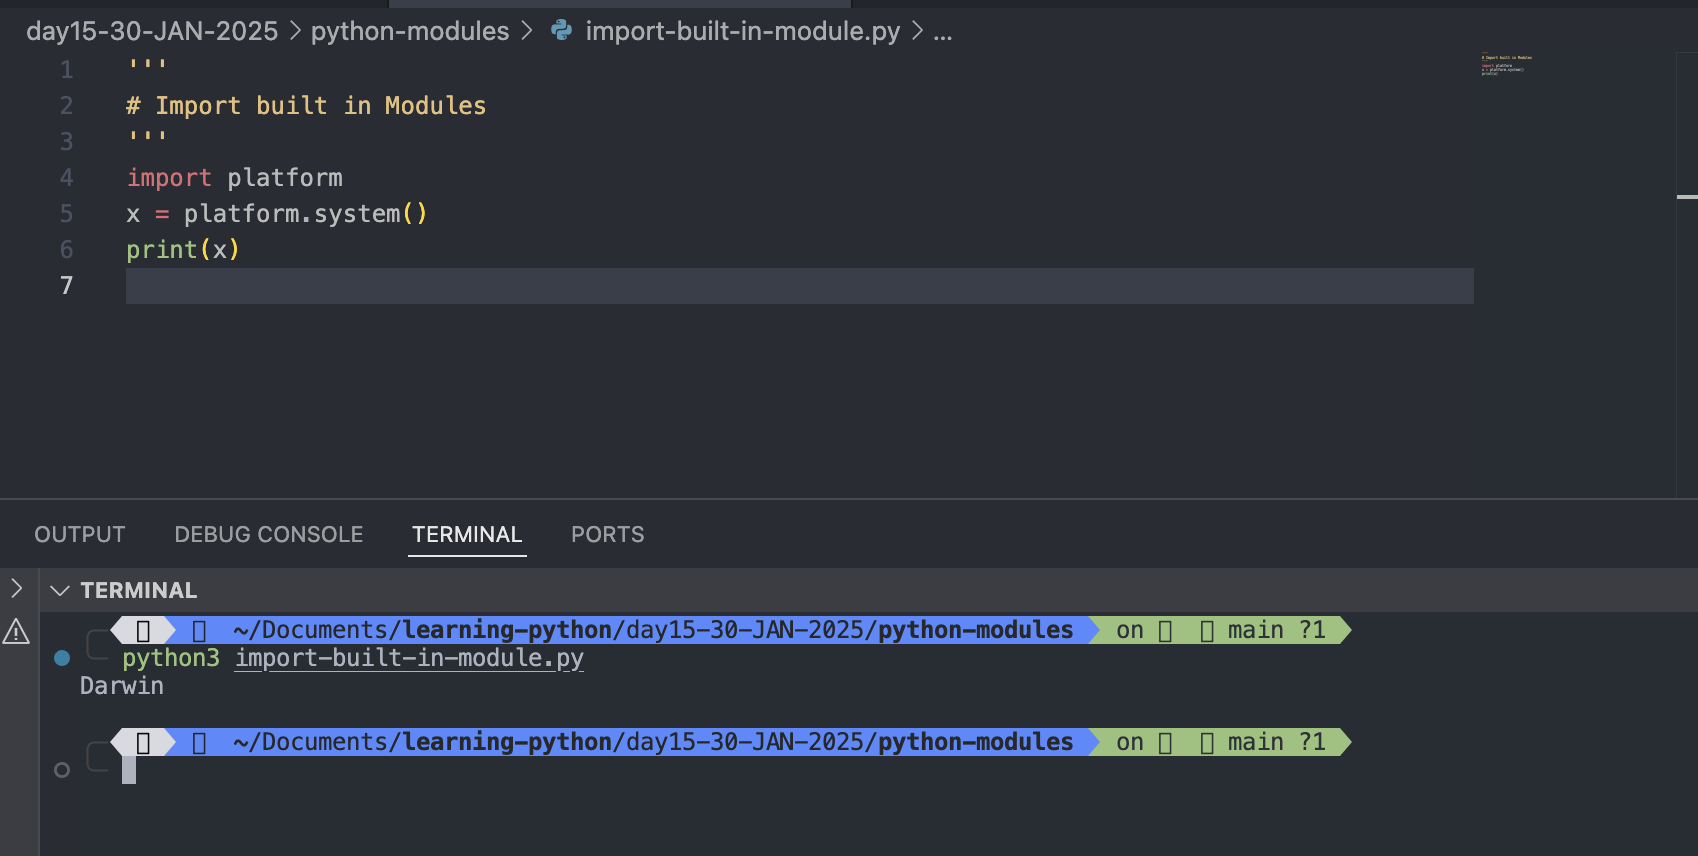 day15-30-JAN-2025 > python-modules > import-built-in-module.py > ...
1 '''
2 # Import built in Modules
3 '''
4 import platform
5 x = platform.system()
6 print(x)
7
OUTPUT DEBUG CONSOLE TERMINAL PORTS
TERMINAL
~/Documents/learning-python/day15-30-JAN-2025/python-modules on main ?1
python3 import-built-in-module.py
Darwin
~/Documents/learning-python/day15-30-JAN-2025/python-modules on main ?1